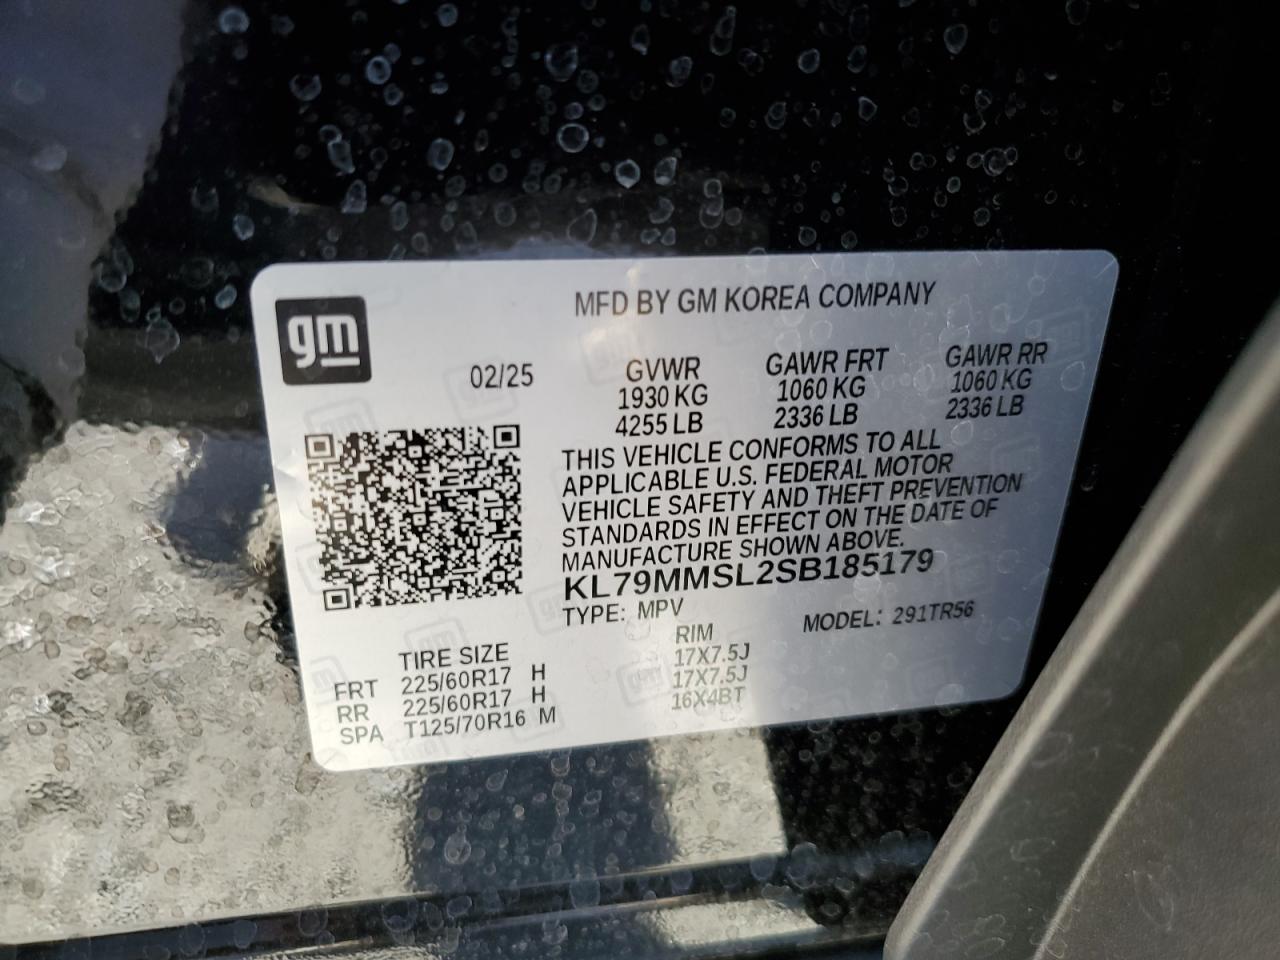 gm
MFD BY GM KOREA COMPANY
02/25
GVWR GAWR FRT GAWR RR
1930 KG 1060 KG 1060 KG
4255 LB 2336 LB 2336 LB
THIS VEHICLE CONFORMS TO ALL
APPLICABLE U.S. FEDERAL MOTOR
VEHICLE SAFETY AND THEFT PREVENTION
STANDARDS IN EFFECT ON THE DATE OF
MANUFACTURE SHOWN ABOVE.
KL79MMSL2SB185179
TYPE: MPV MODEL: 291TR56
TIRE SIZE RIM
FRT 225/60R17 H 17X7.5J
RR 225/60R17 H 17X7.5J
SPA T125/70R16 M 16X4BT